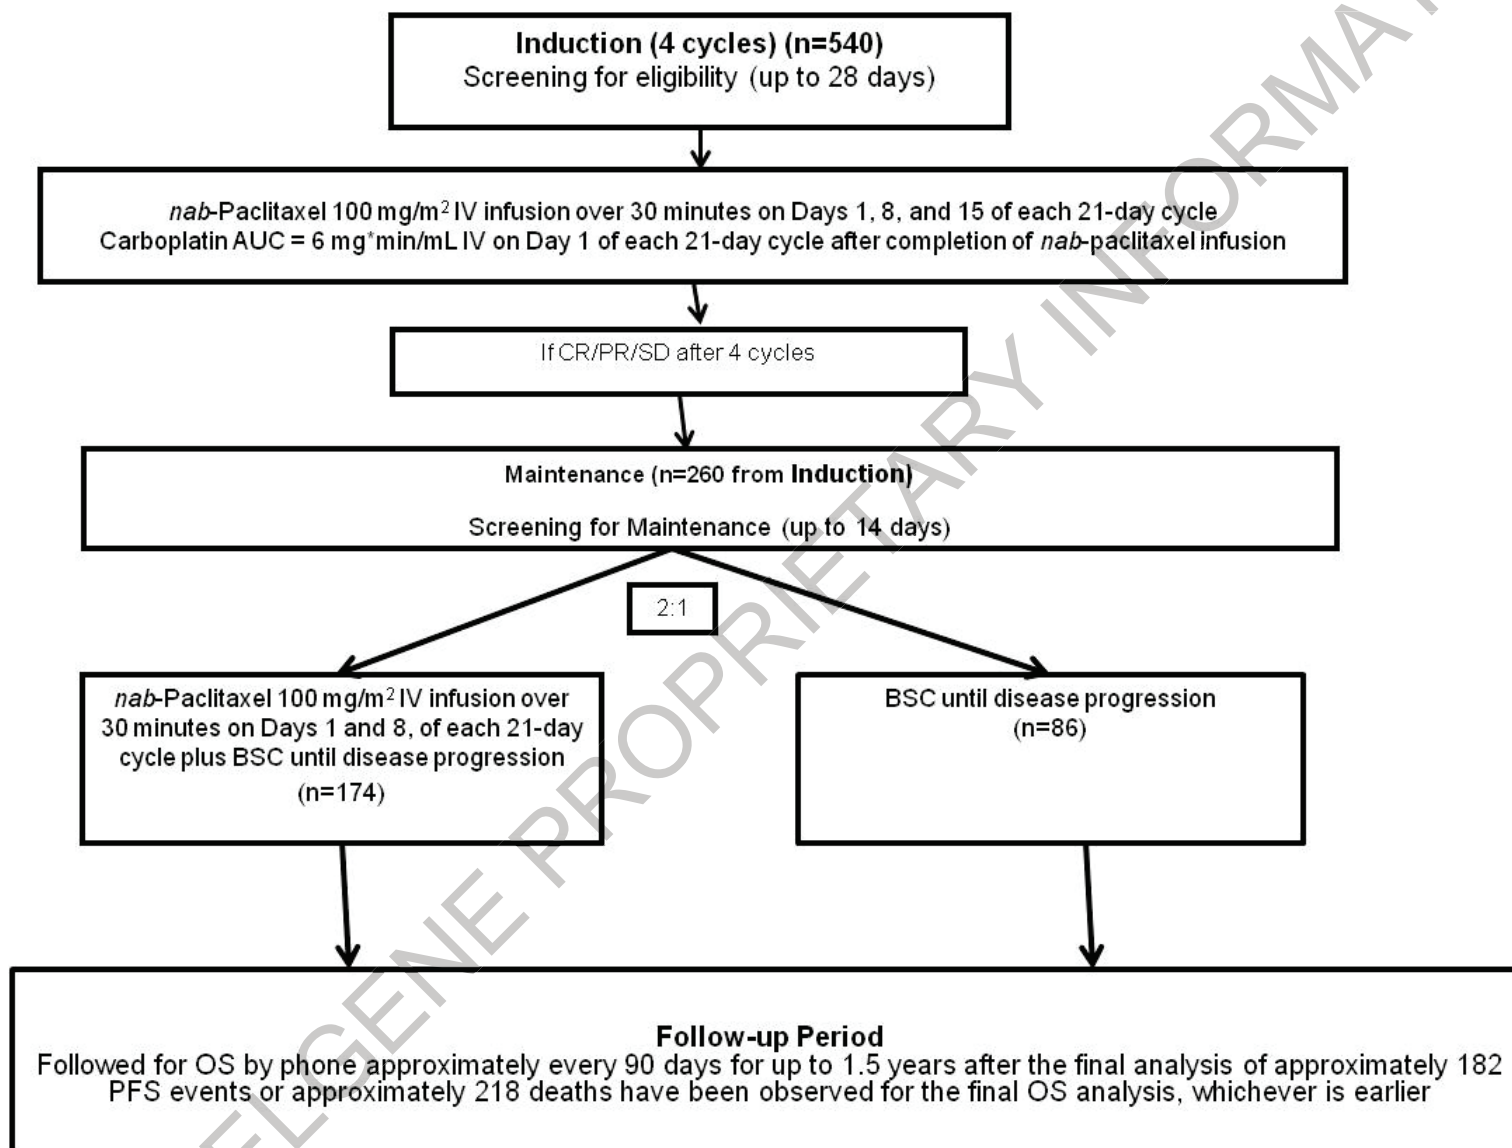 Induction (4 cycles) (n=540)
Screening for eligibility (up to 28 days)
nab-Paclitaxel 100 mg/m² IV infusion over 30 minutes on Days 1, 8, and 15 of each 21-day cycle
Carboplatin AUC = 6 mg*min/mL IV on Day 1 of each 21-day cycle after completion of nab-paclitaxel infusion
If CR/PR/SD after 4 cycles
Maintenance (n=260 from Induction)
Screening for Maintenance (up to 14 days)
2:1
nab-Paclitaxel 100 mg/m² IV infusion over
30 minutes on Days 1 and 8, of each 21-day
cycle plus BSC until disease progression
(n=174)
BSC until disease progression
(n=86)
Follow-up Period
Followed for OS by phone approximately every 90 days for up to 1.5 years after the final analysis of approximately 182
PFS events or approximately 218 deaths have been observed for the final OS analysis, whichever is earlier
ELGENE PROPRIETARY INFORMA